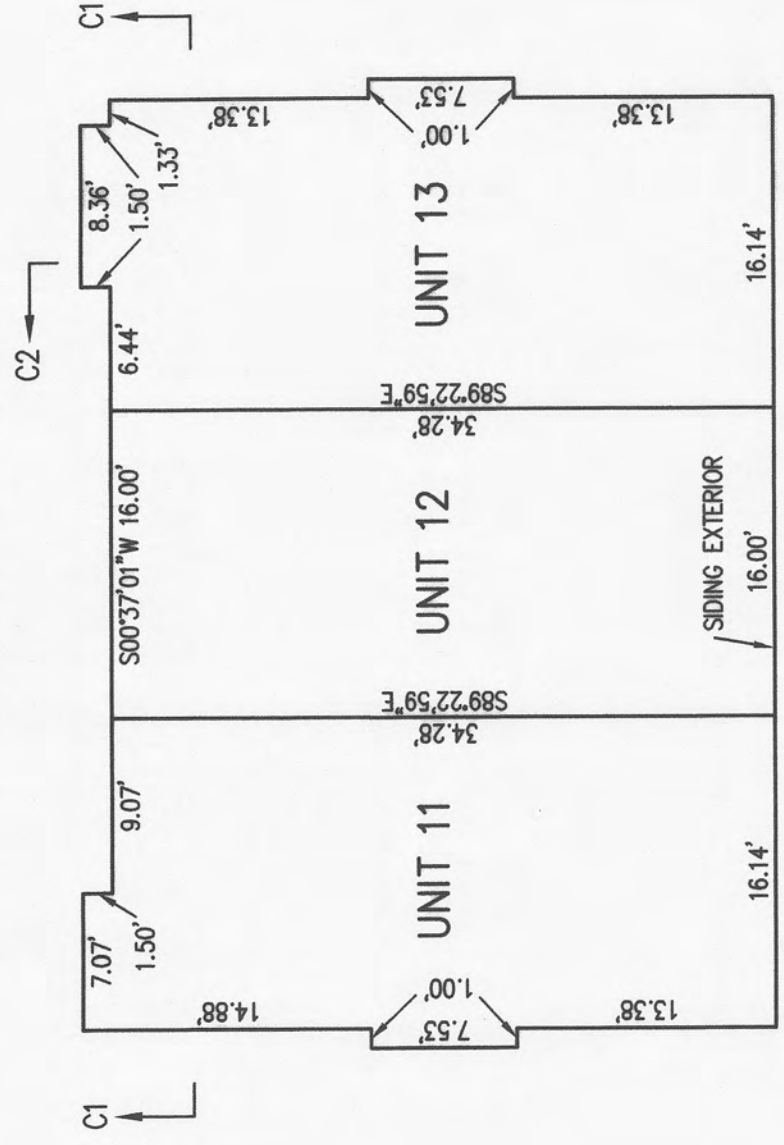 C1
C1
C2
8.36'
1.50'
1.33'
13.38'
6.44'
S00°37'01"W 16.00'
9.07'
7.07'
1.50'
14.88'
1.00'
7.53'
13.38'
UNIT 11
34.28'
S89°22'59"E
UNIT 12
34.28'
S89°22'59"E
UNIT 13
1.00'
7.53'
13.38'
SIDING EXTERIOR
16.14'
16.00'
16.14'